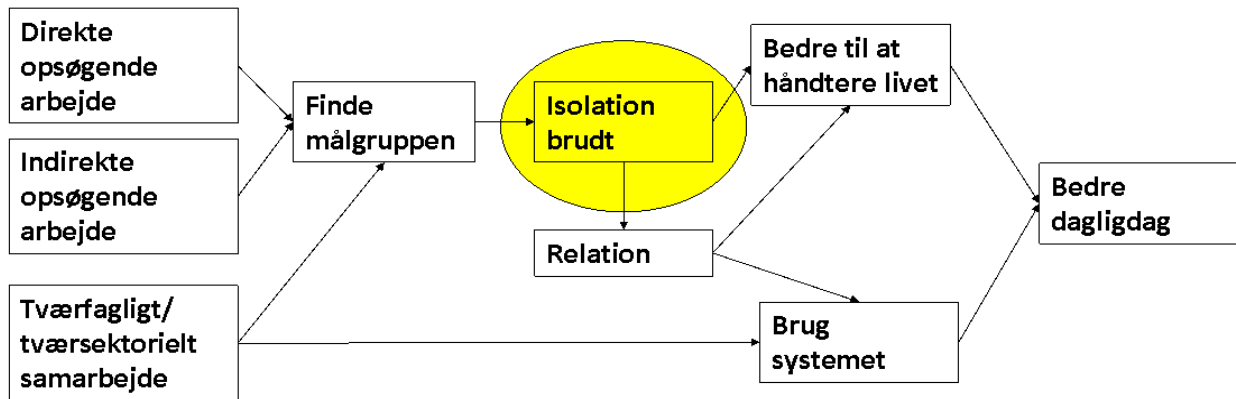 Direkte
opsøgende
arbejde
Indirekte
opsøgende
arbejde
Tværfagligt/
tværsektorielt
samarbejde
Finde
målgruppen
Isolation
brudt
Relation
Bedre til at
håndtere livet
Brug
systemet
Bedre
dagligdag